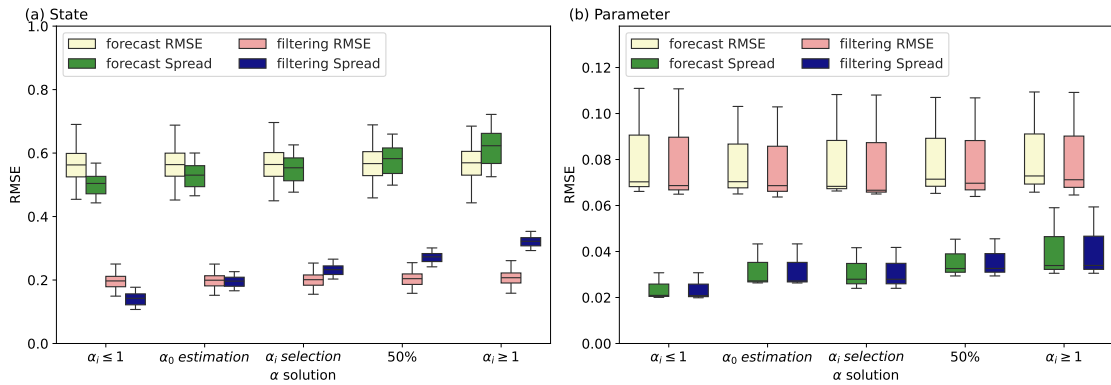 (a) State
1.0
0.8
0.6
0.4
0.2
0.0
RMSE
forecast RMSE
forecast Spread
filtering RMSE
filtering Spread
αᵢ ≤ 1
α₀ estimation
αᵢ selection
50%
αᵢ ≥ 1
α solution
(b) Parameter
0.12
0.10
0.08
0.06
0.04
0.02
0.00
RMSE
forecast RMSE
forecast Spread
filtering RMSE
filtering Spread
αᵢ ≤ 1
α₀ estimation
αᵢ selection
50%
αᵢ ≥ 1
α solution